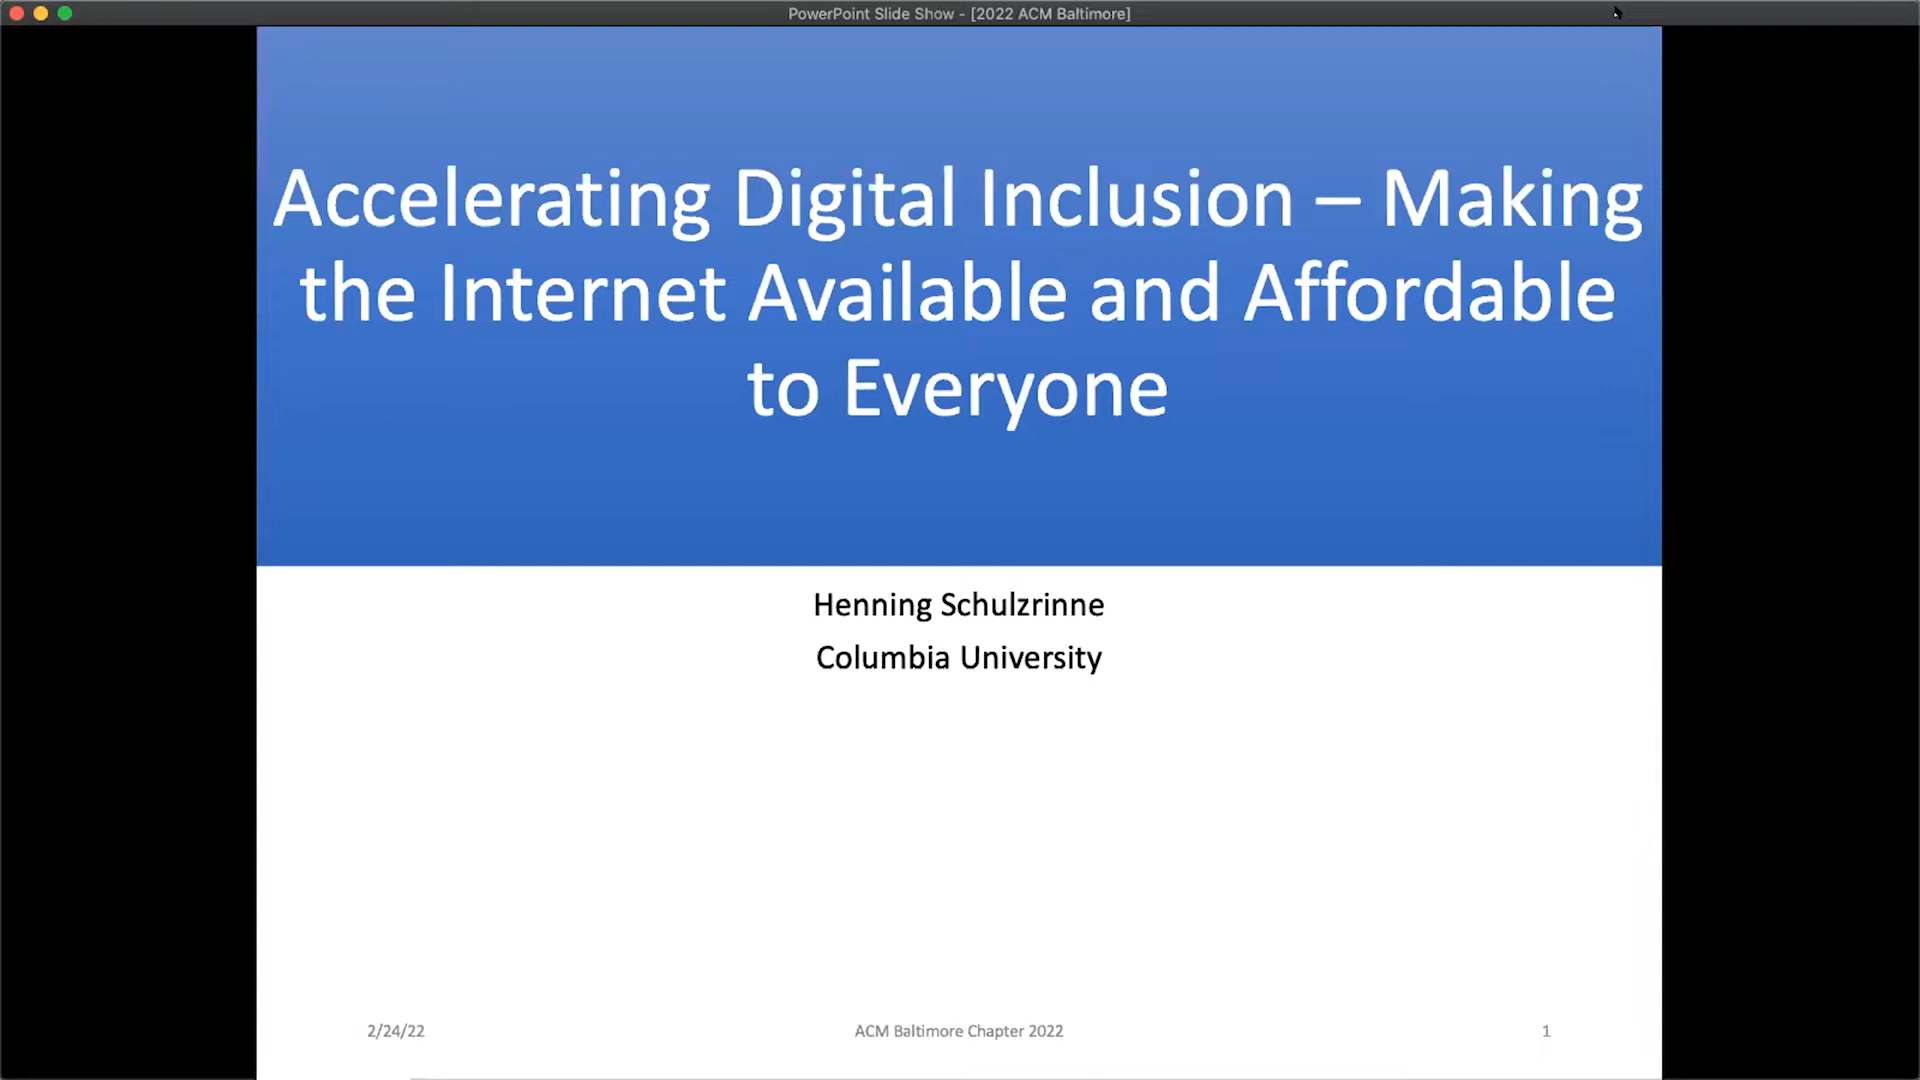 PowerPoint Slide Show - [2022 ACM Baltimore]
Accelerating Digital Inclusion – Making
the Internet Available and Affordable
to Everyone
Henning Schulzrinne
Columbia University
2/24/22
ACM Baltimore Chapter 2022
1